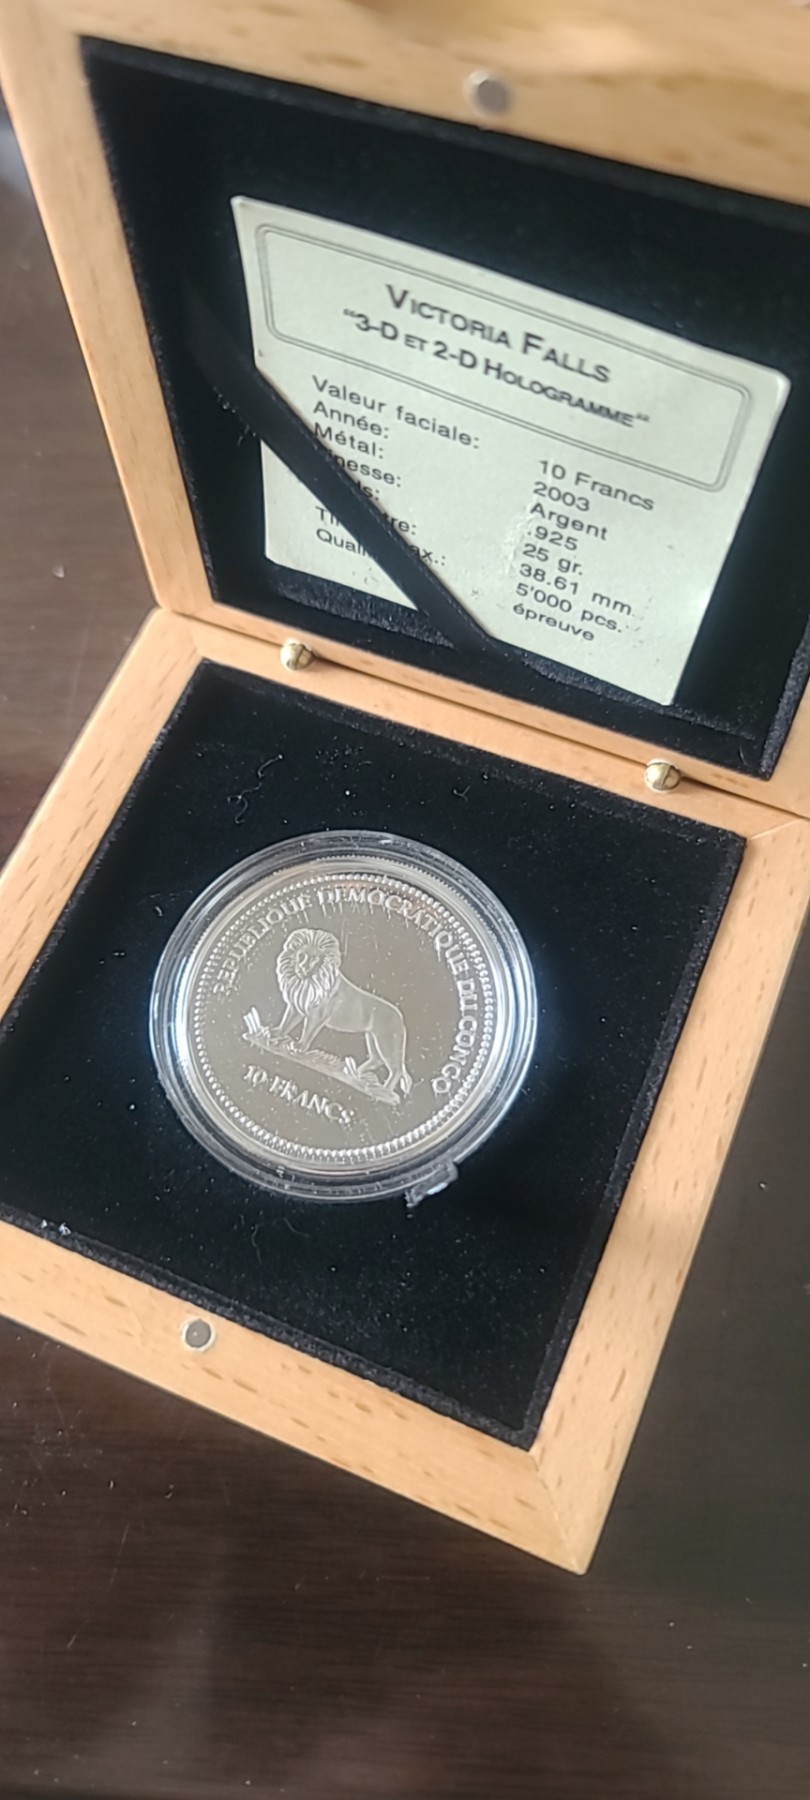 VICTORIA FALLS
“3-D ET 2-D HOLOGRAMME“
Valeur faciale: 10 Francs
Année: 2003
Métal: Argent
.925
25 gr.
38.61 mm
5'000 pcs.
épreuve
REPUBLIQUE DEMOCRATIQUE DU CONGO
10 FRANCS